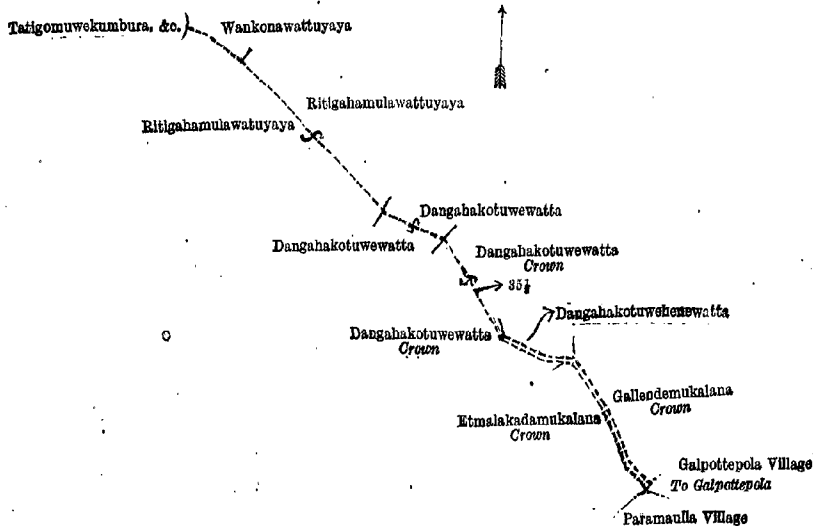 Tatigomuwekumbura, &c.)
Wankonawattuyaya
Ritigahamulawattuyaya
Ritigahamulawatuyaya
Dangahakotuwewatta
Dangahakotuwewatta
Dangahakotuwewatta
Crown
35½
Dangahakotuwehenewatta
Dangahakotuwewatta
Crown
Gallendemukalana
Crown
Etmalakadamukalana
Crown
Galpottepola Village
To Galpottepola
Paramaulla Village